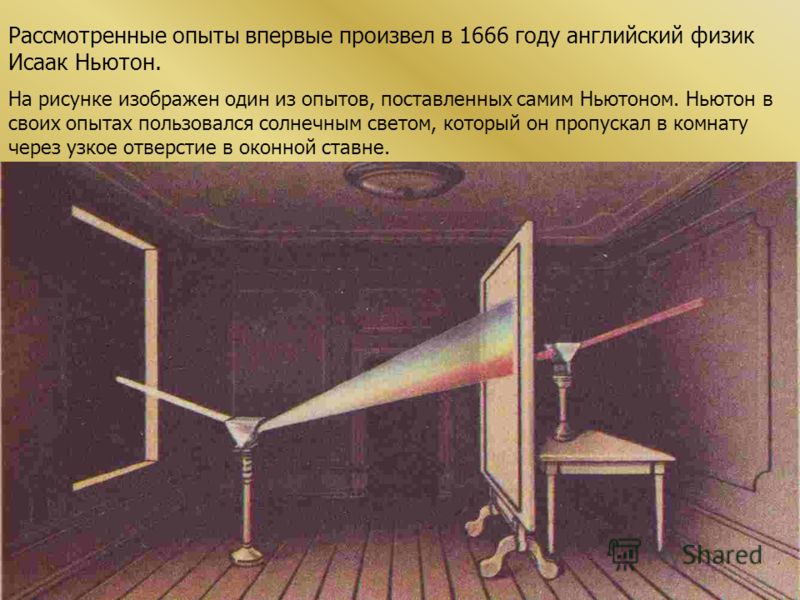 Рассмотренные опыты впервые произвел в 1666 году английский физик
Исаак Ньютон.
На рисунке изображен один из опытов, поставленных самим Ньютоном. Ньютон в
своих опытах пользовался солнечным светом, который он пропускал в комнату
через узкое отверстие в оконной ставне.
Shared